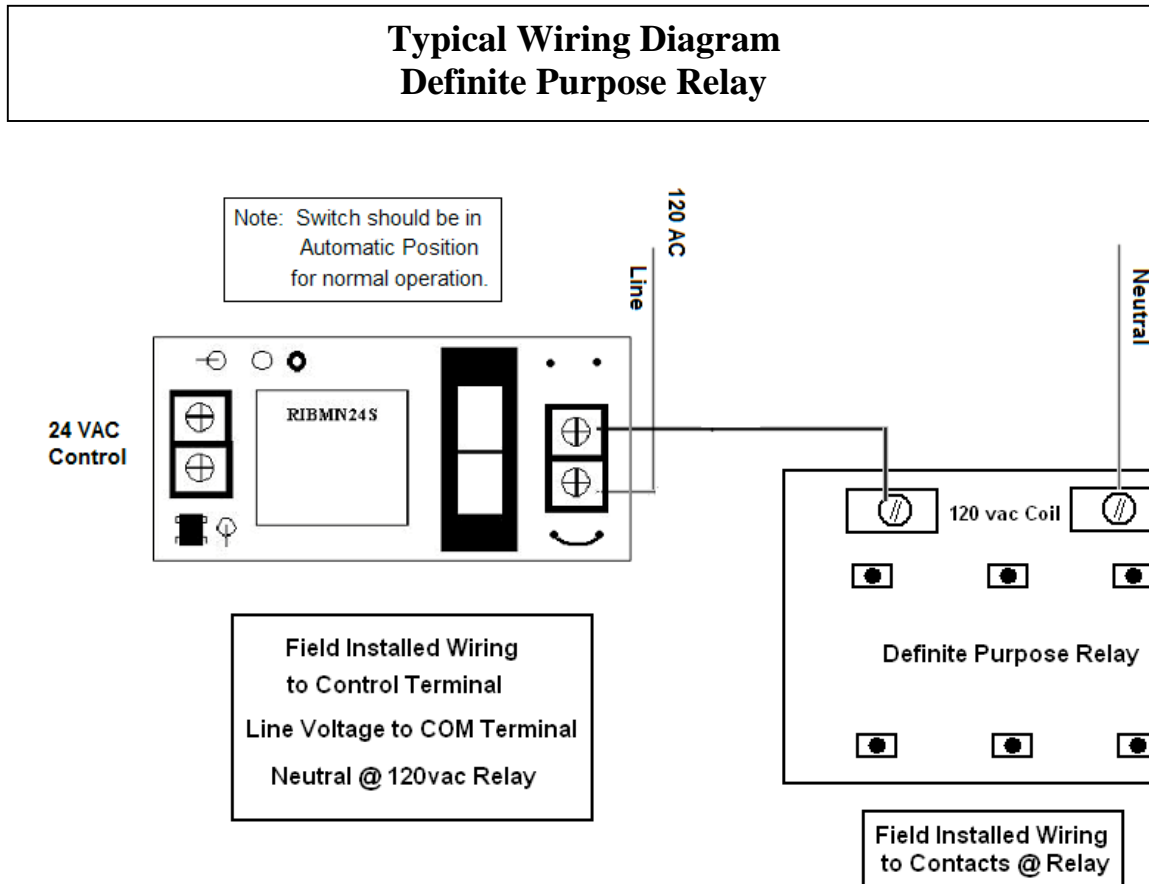 Typical Wiring Diagram
Definite Purpose Relay
Note: Switch should be in
Automatic Position
for normal operation.
120 AC
Line
Neutral
24 VAC
Control
RIBMN24S
120 vac Coil
Definite Purpose Relay
Field Installed Wiring
to Control Terminal
Line Voltage to COM Terminal
Neutral @ 120vac Relay
Field Installed Wiring
to Contacts @ Relay